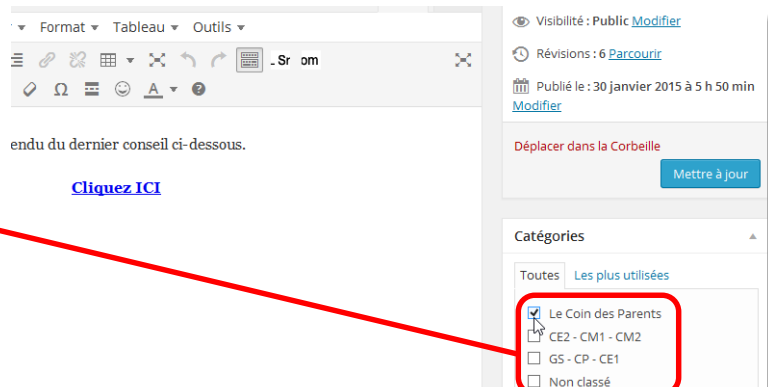 Format Tableau Outils
Sr om
Ω A
endu du dernier conseil ci-dessous.
Cliquez ICI
Visibilité : Public Modifier
Révisions : 6 Parcourir
Publié le : 30 janvier 2015 à 5 h 50 min
Modifier
Déplacer dans la Corbeille
Mettre à jour
Catégories
Toutes Les plus utilisées
Le Coin des Parents
CE2 - CM1 - CM2
GS - CP - CE1
Non classé